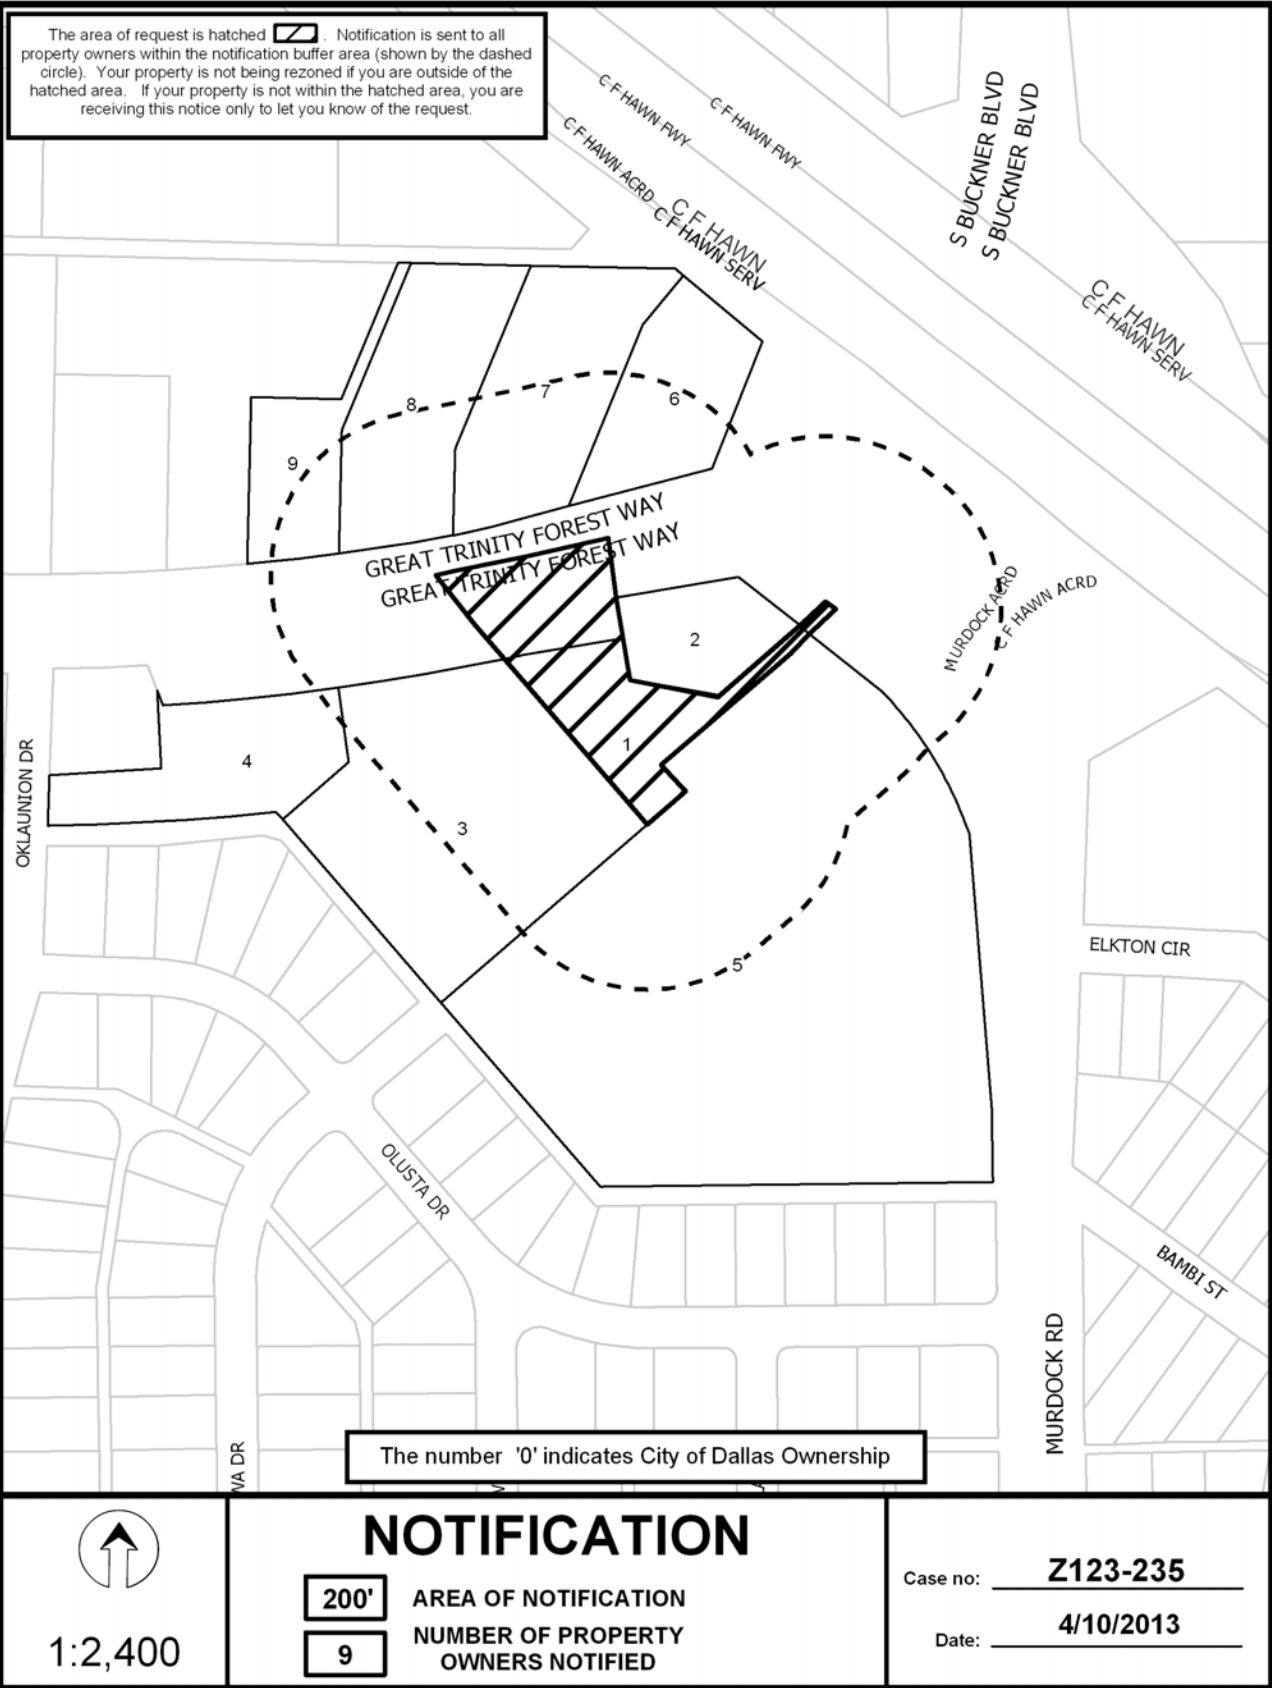 The area of request is hatched . Notification is sent to all
property owners within the notification buffer area (shown by the dashed
circle). Your property is not being rezoned if you are outside of the
hatched area. If your property is not within the hatched area, you are
receiving this notice only to let you know of the request.
C F HAWN FWY
C F HAWN FWY
C F HAWN ACRD
C F HAWN
C F HAWN SERV
S BUCKNER BLVD
S BUCKNER BLVD
C F HAWN
C F HAWN SERV
8
7
6
9
GREAT TRINITY FOREST WAY
GREAT TRINITY FOREST WAY
MURDOCK ACRD
C F HAWN ACRD
2
1
4
3
5
OKLAUNION DR
ELKTON CIR
OLUSTA DR
BAMBI ST
MURDOCK RD
WA DR
The number '0' indicates City of Dallas Ownership
1:2,400
NOTIFICATION
200' AREA OF NOTIFICATION
9 NUMBER OF PROPERTY
OWNERS NOTIFIED
Case no: Z123-235
Date: 4/10/2013